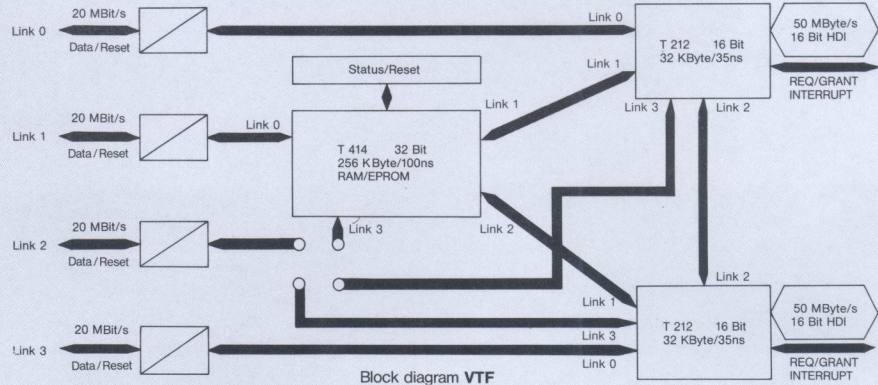 20 MBit/s
Link 0
Data/Reset
Link 0
T 212 16 Bit
32 KByte/35ns
50 MByte/s
16 Bit HDI
REQ/GRANT
INTERRUPT
Link 1
Link 3
Link 2
Status/Reset
20 MBit/s
Link 1
Data/Reset
Link 0
Link 1
T 414 32 Bit
256 KByte/100ns
RAM/EPROM
Link 3
Link 2
20 MBit/s
Link 2
Data/Reset
Link 2
Link 1
T 212 16 Bit
32 KByte/35ns
50 MByte/s
16 Bit HDI
REQ/GRANT
INTERRUPT
Link 3
Link 0
20 MBit/s
Link 3
Data/Reset
Block diagram VTF